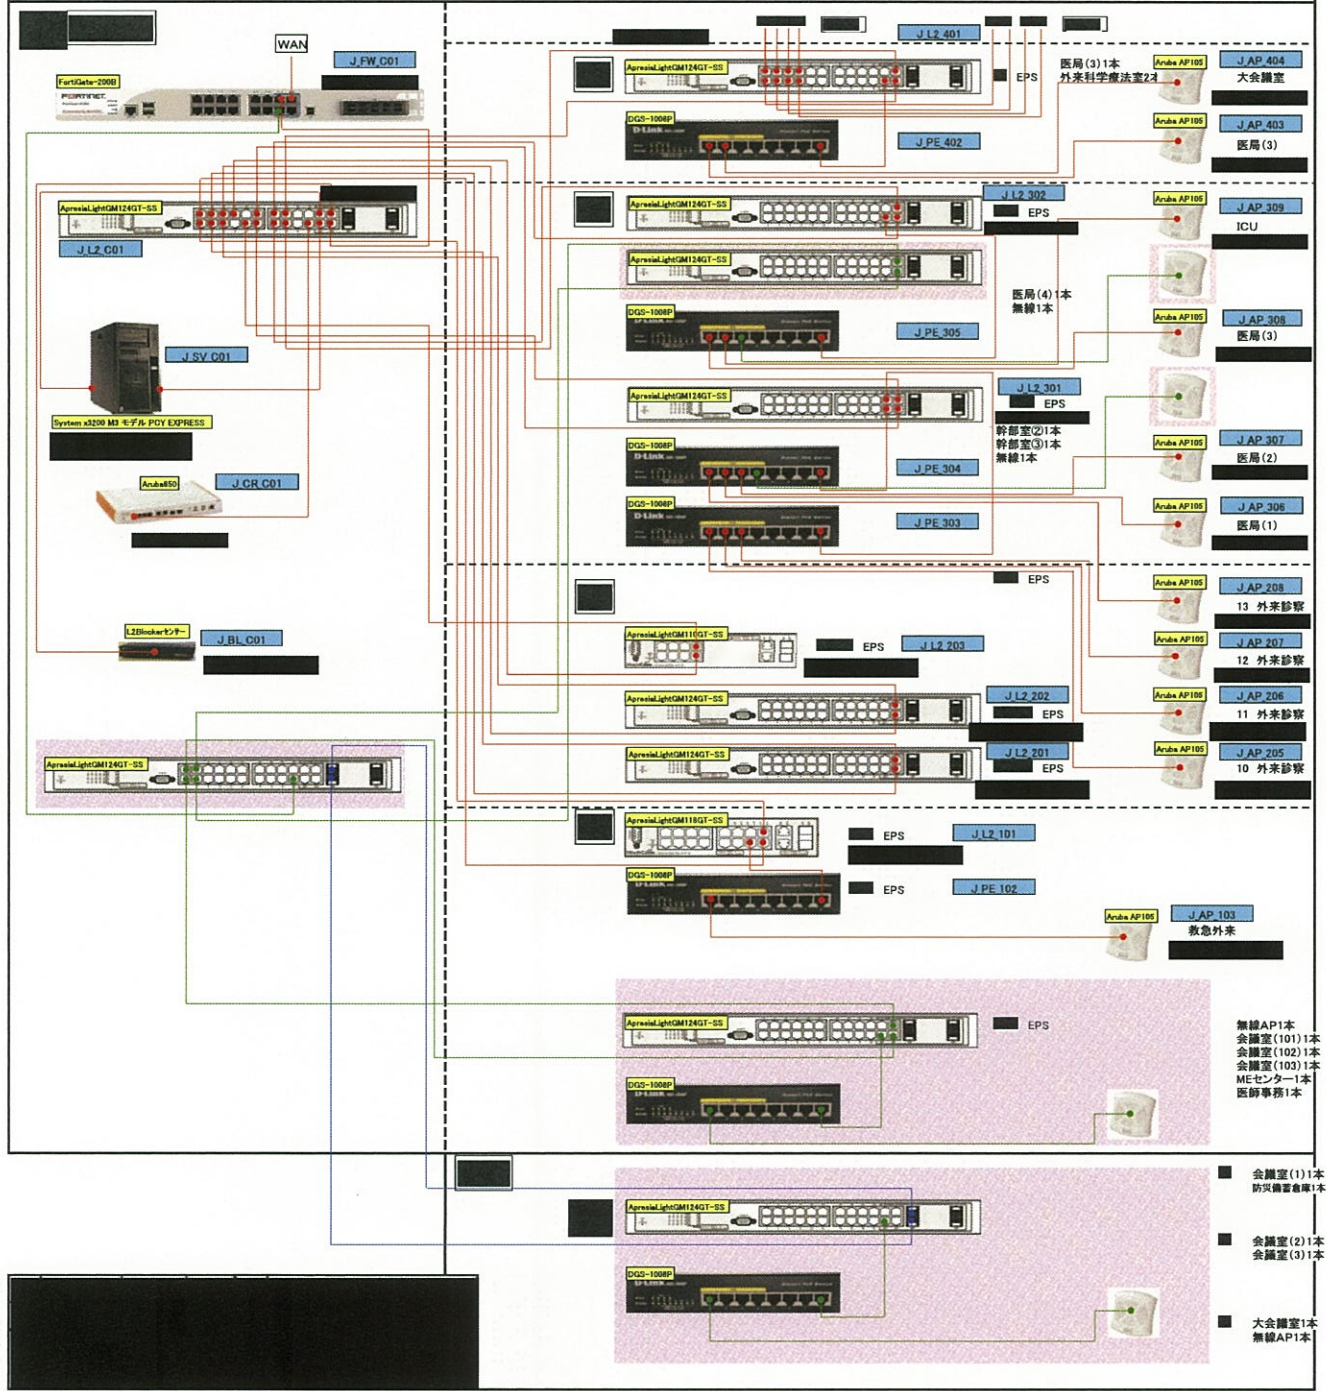 WAN
J_FW_C01
FortiGate-200B
FORTINET
ApresiaLightGM124GT-SS
J_L2_C01
J_SV_C01
System x3200 M3 モデル PCY EXPRESS
Aruba650
J_CR_C01
L2Blockerセンサー
J_BL_C01
ApresiaLightGM124GT-SS
J_L2_401
ApresiaLightGM124GT-SS
EPS
医局(3)1本
外来科学療法室2本
Aruba AP105
J_AP_404
大会議室
DGS-1008P
D-Link
J_PE_402
Aruba AP105
J_AP_403
医局(3)
ApresiaLightGM124GT-SS
J_L2_302
EPS
Aruba AP105
J_AP_309
ICU
ApresiaLightGM124GT-SS
医局(4)1本
無線1本
DGS-1008P
D-Link
J_PE_305
Aruba AP105
J_AP_308
医局(3)
ApresiaLightGM124GT-SS
J_L2_301
EPS
幹部室②1本
幹部室③1本
無線1本
DGS-1008P
D-Link
J_PE_304
Aruba AP105
J_AP_307
医局(2)
DGS-1008P
D-Link
J_PE_303
Aruba AP105
J_AP_306
医局(1)
EPS
Aruba AP105
J_AP_208
13 外来診察
ApresiaLightGM110GT-SS
EPS
J_L2_203
Aruba AP105
J_AP_207
12 外来診察
ApresiaLightGM124GT-SS
J_L2_202
EPS
Aruba AP105
J_AP_206
11 外来診察
ApresiaLightGM124GT-SS
J_L2_201
EPS
Aruba AP105
J_AP_205
10 外来診察
ApresiaLightGM118GT-SS
EPS
J_L2_101
DGS-1008P
D-Link
EPS
J_PE_102
Aruba AP105
J_AP_103
救急外来
ApresiaLightGM124GT-SS
EPS
無線AP1本
会議室(101)1本
会議室(102)1本
会議室(103)1本
MEセンター1本
医師事務1本
DGS-1008P
D-Link
会議室(1)1本
防災備蓄倉庫1本
ApresiaLightGM124GT-SS
会議室(2)1本
会議室(3)1本
DGS-1008P
D-Link
大会議室1本
無線AP1本